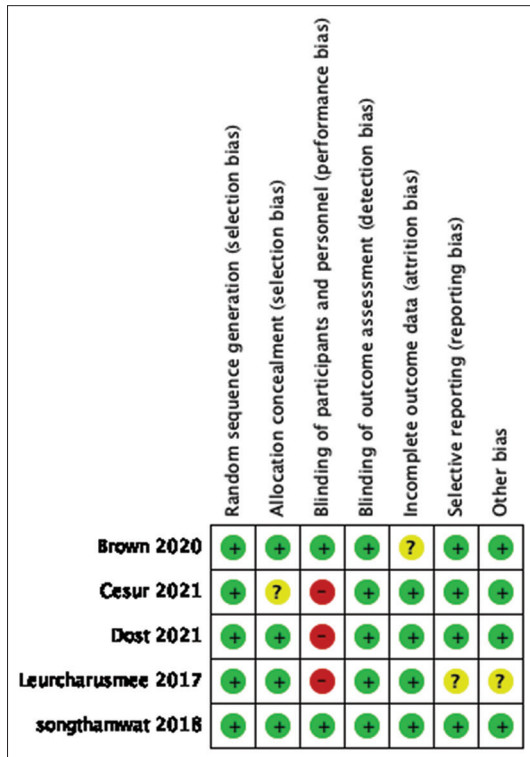 Random sequence generation (selection bias)
Allocation concealment (selection bias)
Blinding of participants and personnel (performance bias)
Blinding of outcome assessment (detection bias)
Incomplete outcome data (attrition bias)
Selective reporting (reporting bias)
Other bias
Brown 2020 + + + + ? + +
Cesur 2021 + ? - + + + +
Dost 2021 + + - + + + +
Leurcharusmee 2017 + + - + + ? ?
songthamwat 2018 + + + + + + +